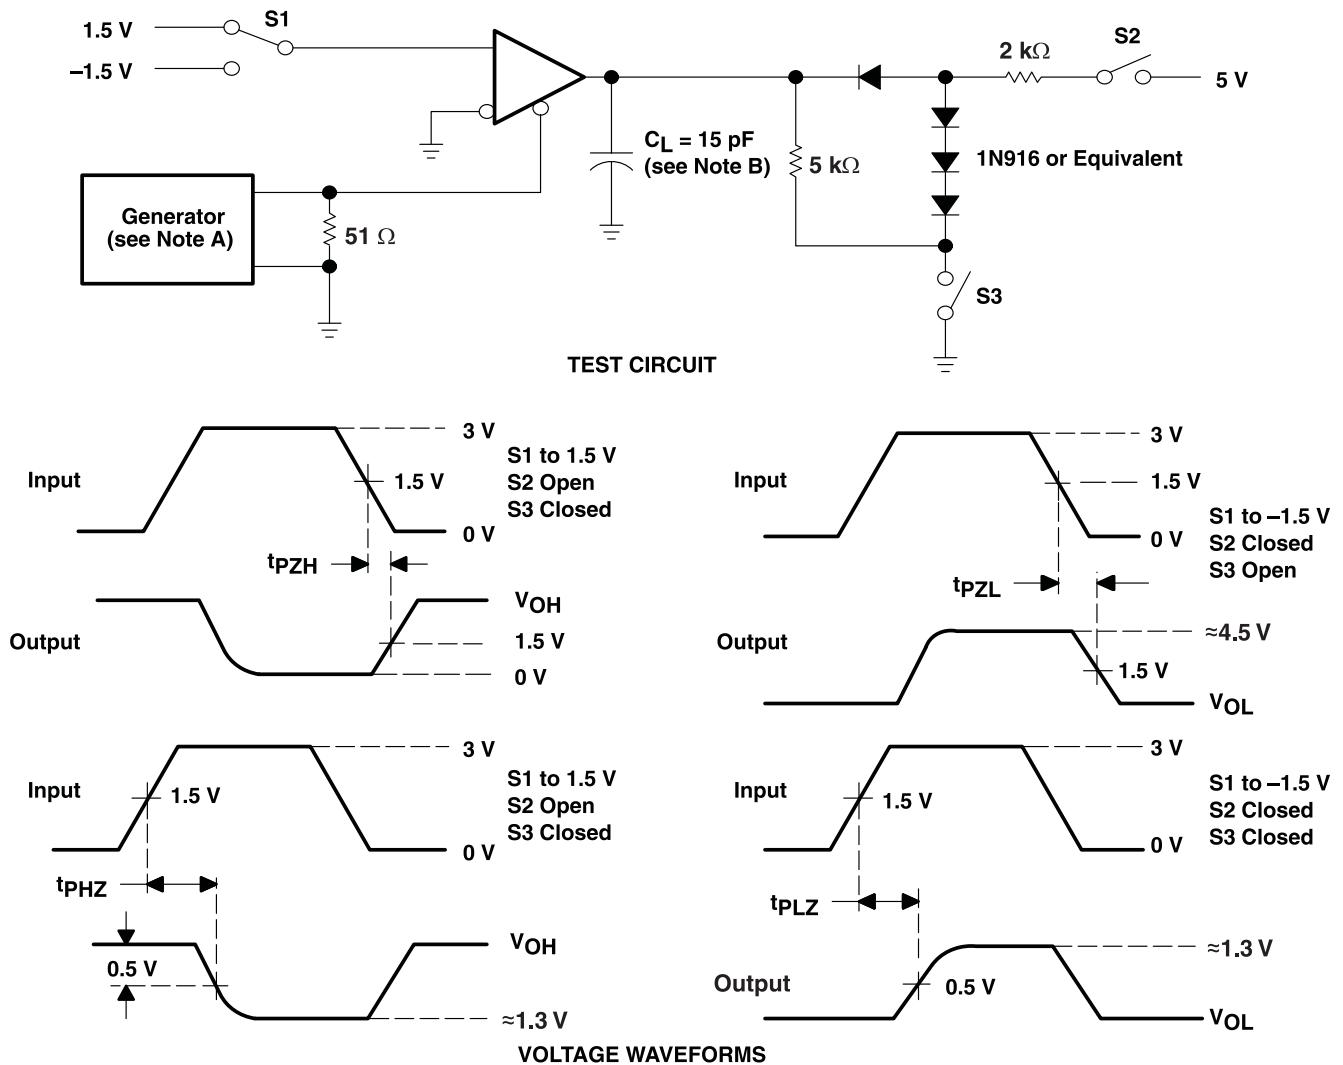 1.5 V
S1
–1.5 V
S2
2 kΩ
5 V
CL = 15 pF
(see Note B)
5 kΩ
1N916 or Equivalent
Generator
(see Note A)
51 Ω
S3
TEST CIRCUIT
Input
3 V
1.5 V
0 V
S1 to 1.5 V
S2 Open
S3 Closed
tPZH
Output
VOH
1.5 V
0 V
Input
3 V
1.5 V
0 V
S1 to –1.5 V
S2 Closed
S3 Open
tPZL
Output
≈4.5 V
1.5 V
VOL
Input
3 V
1.5 V
0 V
S1 to 1.5 V
S2 Open
S3 Closed
tPHZ
VOH
0.5 V
≈1.3 V
Input
3 V
1.5 V
0 V
S1 to –1.5 V
S2 Closed
S3 Closed
tPLZ
Output
≈1.3 V
0.5 V
VOL
VOLTAGE WAVEFORMS